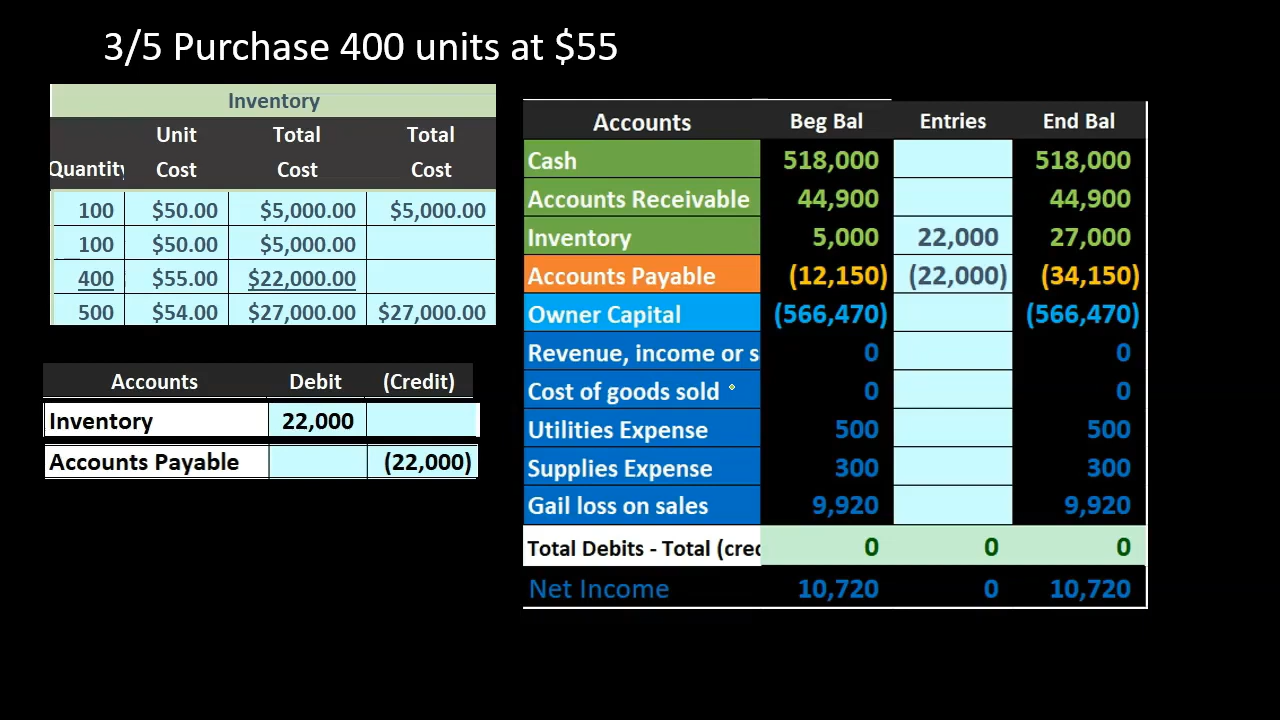 3/5 Purchase 400 units at $55
Inventory
Unit Total Total
Quantity Cost Cost Cost
100 $50.00 $5,000.00 $5,000.00
100 $50.00 $5,000.00
400 $55.00 $22,000.00
500 $54.00 $27,000.00 $27,000.00
Accounts Debit (Credit)
Inventory 22,000
Accounts Payable (22,000)
Accounts Beg Bal Entries End Bal
Cash 518,000 518,000
Accounts Receivable 44,900 44,900
Inventory 5,000 22,000 27,000
Accounts Payable (12,150) (22,000) (34,150)
Owner Capital (566,470) (566,470)
Revenue, income or s 0 0
Cost of goods sold 0 0
Utilities Expense 500 500
Supplies Expense 300 300
Gail loss on sales 9,920 9,920
Total Debits - Total (cred 0 0 0
Net Income 10,720 0 10,720